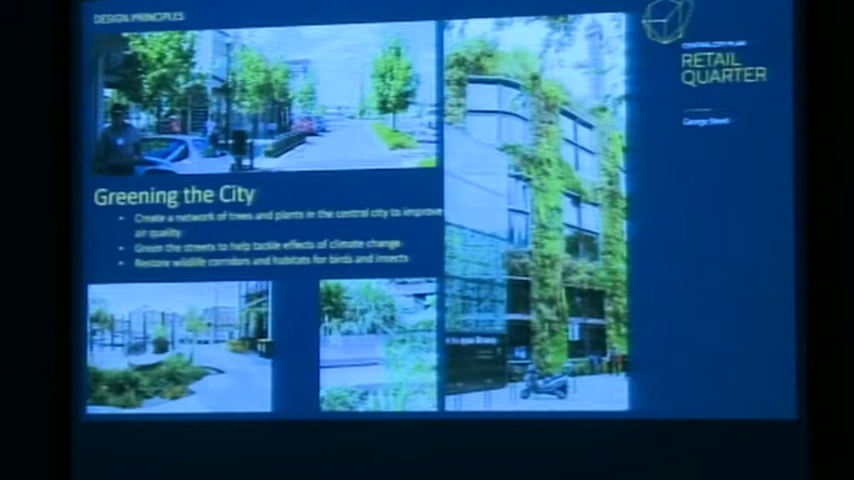 DESIGN PRINCIPLES
CENTRAL CITY PLAN
RETAIL
QUARTER
George Street
Greening the City
Create a network of trees and plants in the central city to improve
air quality
Green the streets to help tackle effects of climate change
Restore wildlife corridors and habitats for birds and insects